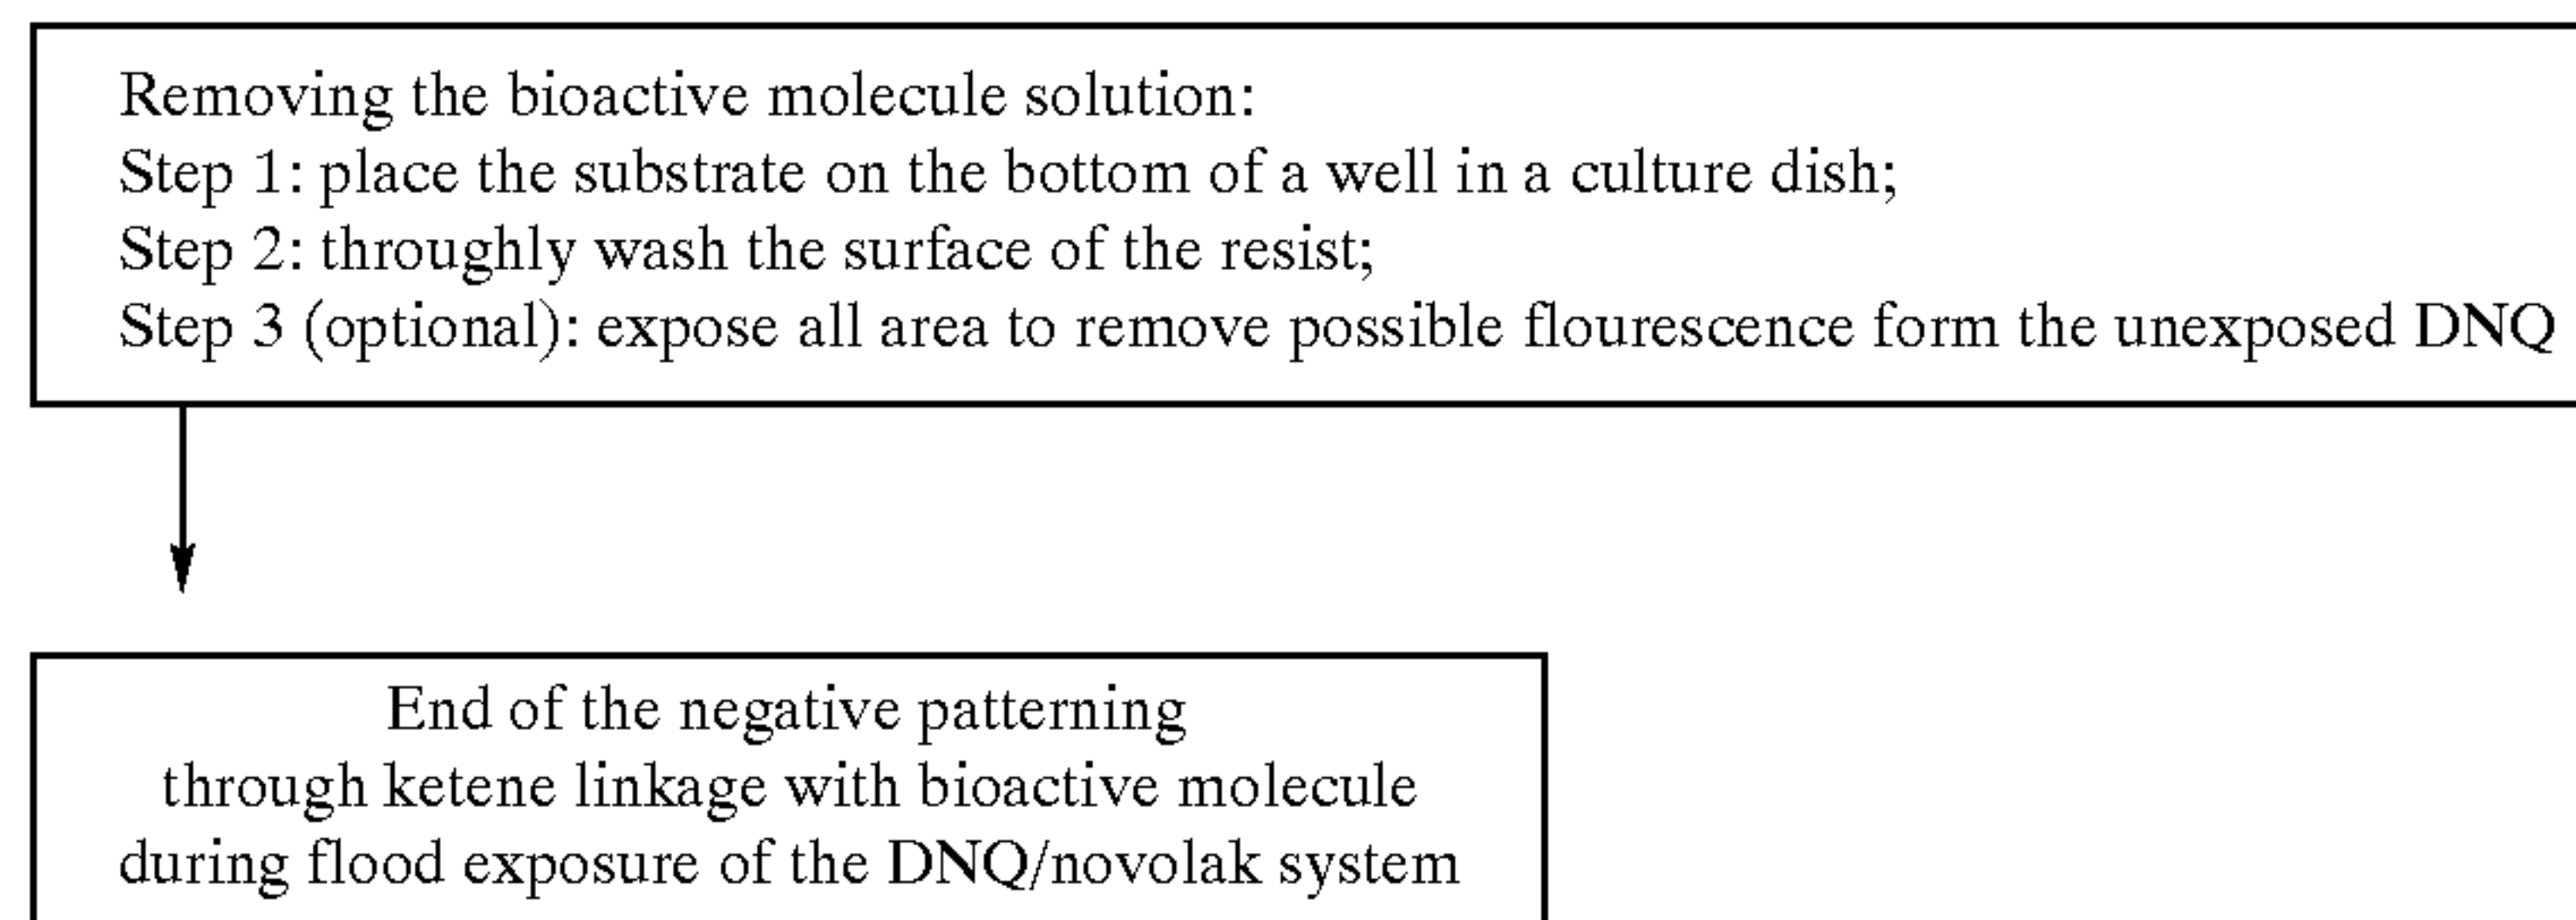 Removing the bioactive molecule solution:
Step 1: place the substrate on the bottom of a well in a culture dish;
Step 2: throughly wash the surface of the resist;
Step 3 (optional): expose all area to remove possible flourescence form the unexposed DNQ
End of the negative patterning
through ketene linkage with bioactive molecule
during flood exposure of the DNQ/novolak system